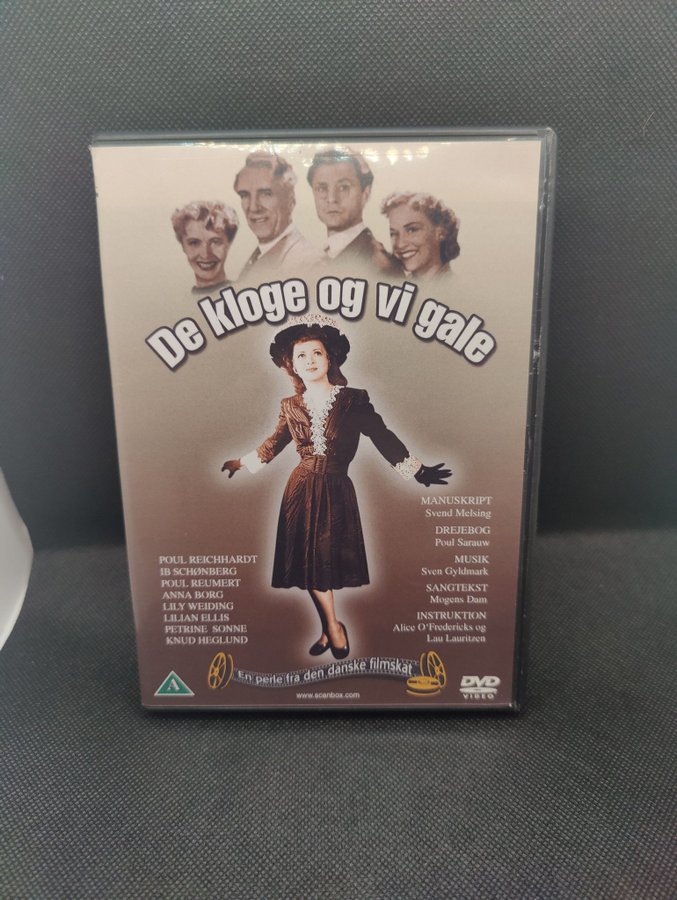 De kloge og vi gale
MANUSKRIPT
Svend Melsing
DREJEBOG
Poul Sarauw
MUSIK
Sven Gyldmark
SANGTEKST
Mogens Dam
INSTRUKTION
Alice O'Fredericks og
Lau Lauritzen
POUL REICHHARDT
IB SCHØNBERG
POUL REUMERT
ANNA BORG
LILY WEIDING
LILIAN ELLIS
PETRINE SONNE
KNUD HEGLUND
A
En perle fra den danske filmskat
www.scanbox.com
DVD
VIDEO